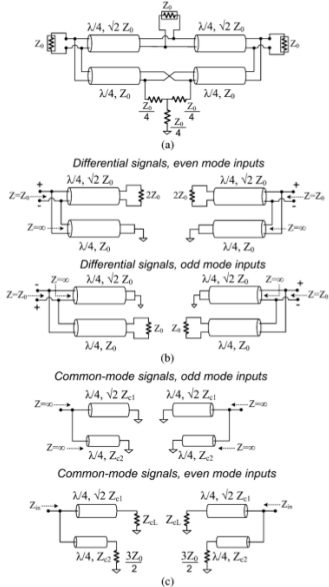 Z₀
λ/4, √2 Z₀ λ/4, √2 Z₀
Z₀ Z₀
λ/4, Z₀ λ/4, Z₀
Z₀/4 Z₀/4
Z₀/4
(a)
Differential signals, even mode inputs
λ/4, √2 Z₀ λ/4, √2 Z₀
+ +
Z=Z₀ 2Z₀ 2Z₀ Z=Z₀
- -
Z=∞ Z=∞
λ/4, Z₀ λ/4, Z₀
Differential signals, odd mode inputs
Z=∞ λ/4, √2 Z₀ λ/4, √2 Z₀ Z=∞
- +
Z=Z₀ Z=Z₀
+ -
Z₀ Z₀
λ/4, Z₀ λ/4, Z₀
(b)
Common-mode signals, odd mode inputs
λ/4, √2 Zc1 λ/4, √2 Zc1
Z=∞ Z=∞
Z=∞ Z=∞
λ/4, Zc2 λ/4, Zc2
Common-mode signals, even mode inputs
λ/4, √2 Zc1 λ/4, √2 Zc1
Zin Zin
ZcL ZcL
λ/4, Zc2 λ/4, Zc2
3Z₀/2 3Z₀/2
(c)